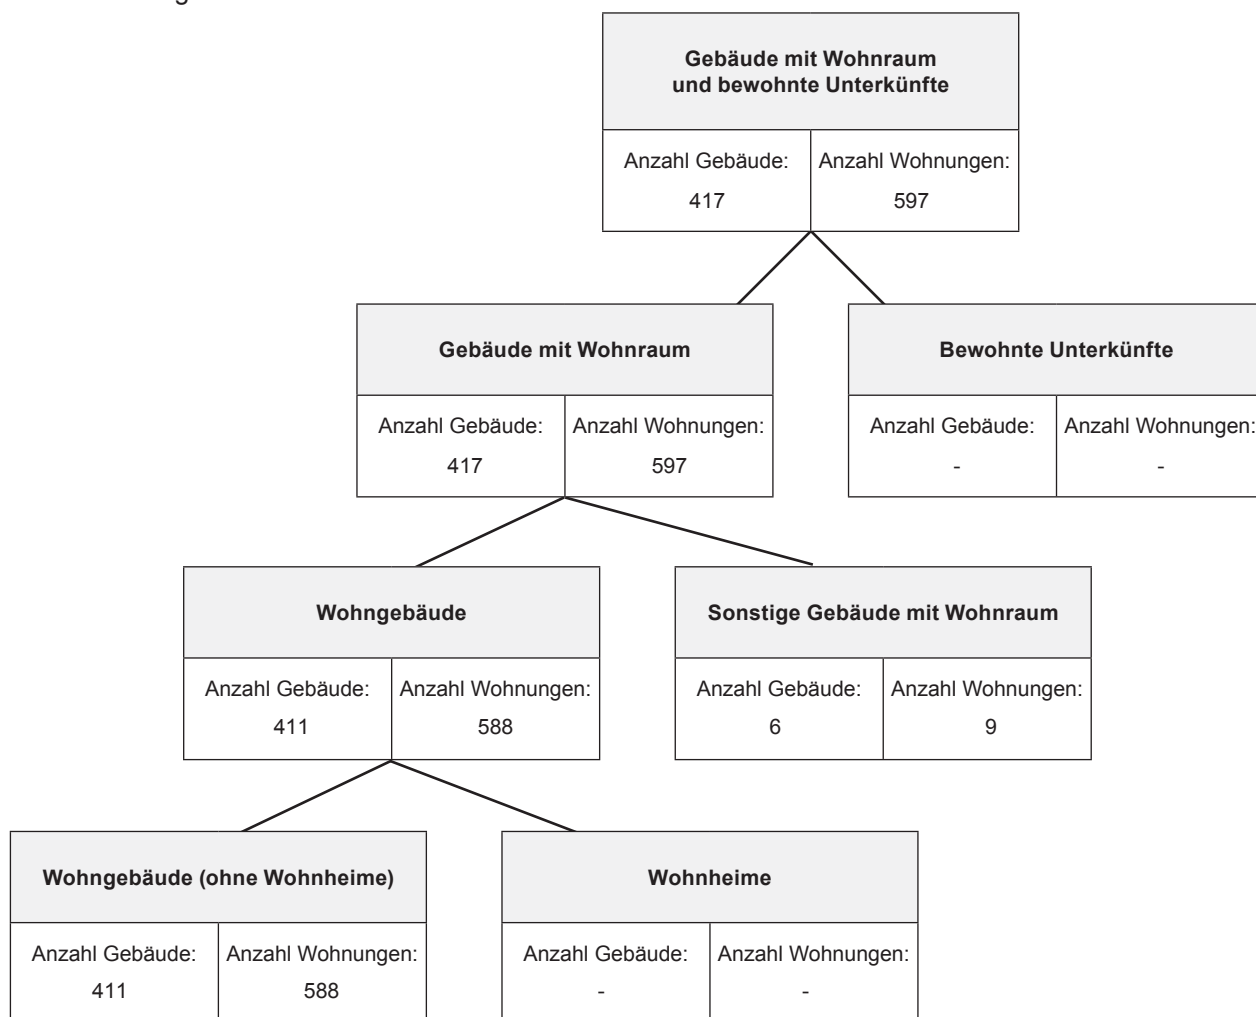 Gebäude mit Wohnraum
und bewohnte Unterkünfte
Anzahl Gebäude: Anzahl Wohnungen:
417 597
Gebäude mit Wohnraum Bewohnte Unterkünfte
Anzahl Gebäude: Anzahl Wohnungen: Anzahl Gebäude: Anzahl Wohnungen:
417 597 - -
Wohngebäude Sonstige Gebäude mit Wohnraum
Anzahl Gebäude: Anzahl Wohnungen: Anzahl Gebäude: Anzahl Wohnungen:
411 588 6 9
Wohngebäude (ohne Wohnheime) Wohnheime
Anzahl Gebäude: Anzahl Wohnungen: Anzahl Gebäude: Anzahl Wohnungen:
411 588 - -